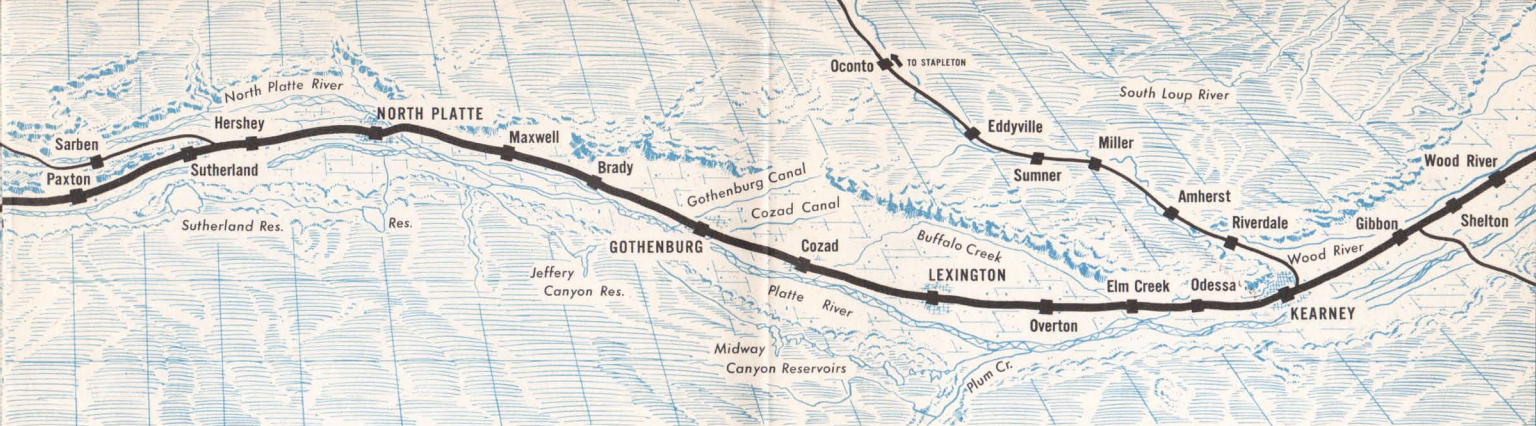 North Platte River
NORTH PLATTE
Hershey
Sarben
Sutherland
Paxton
Maxwell
Brady
Sutherland Res.
Res.
Gothenburg Canal
Cozad Canal
GOTHENBURG
Cozad
Jeffery
Canyon Res.
Platte River
Midway
Canyon Reservoirs
Oconto
TO STAPLETON
South Loup River
Eddyville
Sumner
Miller
Amherst
Riverdale
Buffalo Creek
LEXINGTON
Overton
Elm Creek
Odessa
Plum Cr.
KEARNEY
Wood River
Gibbon
Shelton
Wood River